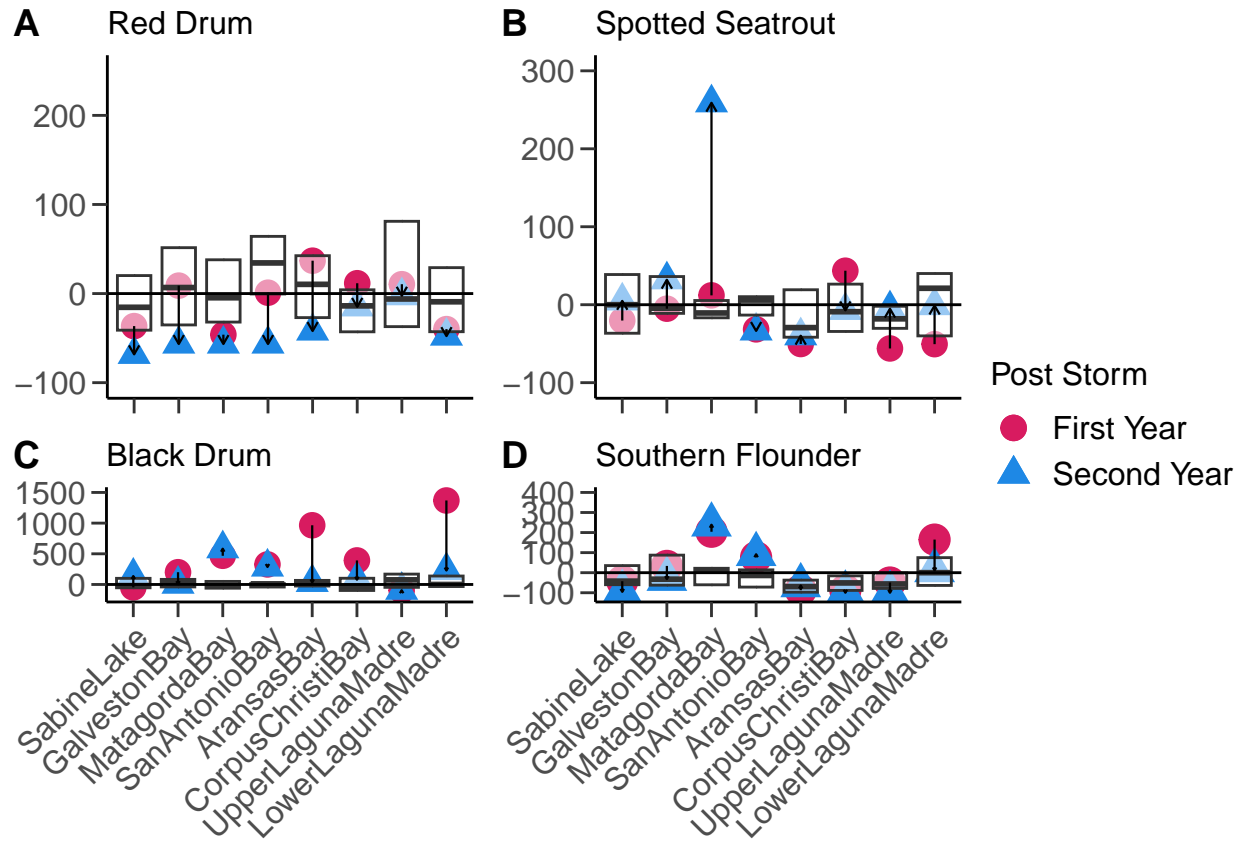 A Red Drum
200
100
0
−100
B Spotted Seatrout
300
200
100
0
−100
Post Storm
First Year
Second Year
C Black Drum
1500
1000
500
0
D Southern Flounder
400
300
200
100
0
−100
SabineLake
GalvestonBay
MatagordaBay
SanAntonioBay
AransasBay
CorpusChristiBay
UpperLagunaMadre
LowerLagunaMadre
SabineLake
GalvestonBay
MatagordaBay
SanAntonioBay
AransasBay
CorpusChristiBay
UpperLagunaMadre
LowerLagunaMadre